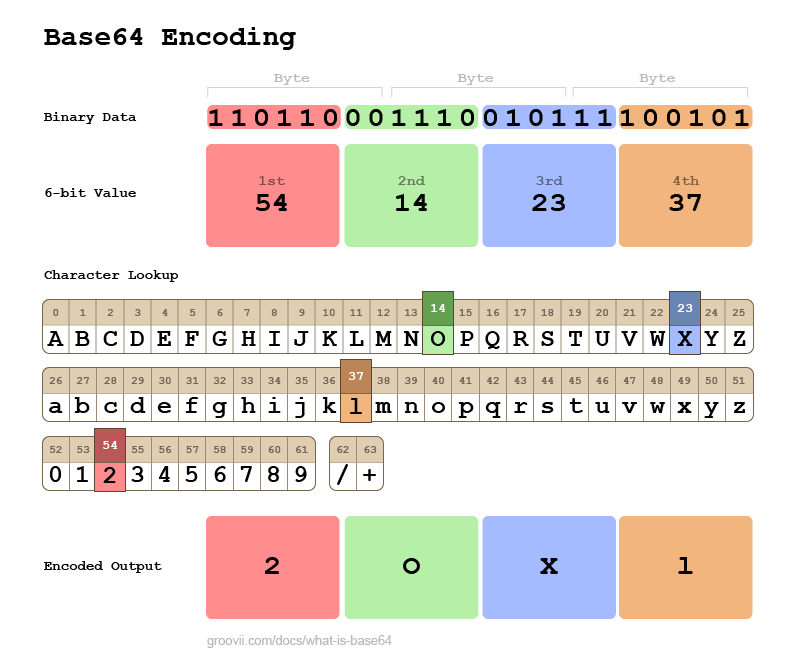 Base64 Encoding
Byte Byte Byte
Binary Data 110110001110010111100101
1st 2nd 3rd 4th
6-bit Value 54 14 23 37
Character Lookup
0 1 2 3 4 5 6 7 8 9 10 11 12 13 14 15 16 17 18 19 20 21 22 23 24 25
A B C D E F G H I J K L M N O P Q R S T U V W X Y Z
26 27 28 29 30 31 32 33 34 35 36 37 38 39 40 41 42 43 44 45 46 47 48 49 50 51
a b c d e f g h i j k l m n o p q r s t u v w x y z
52 53 54 55 56 57 58 59 60 61 62 63
0 1 2 3 4 5 6 7 8 9 / +
Encoded Output 2 O X l
groovii.com/docs/what-is-base64